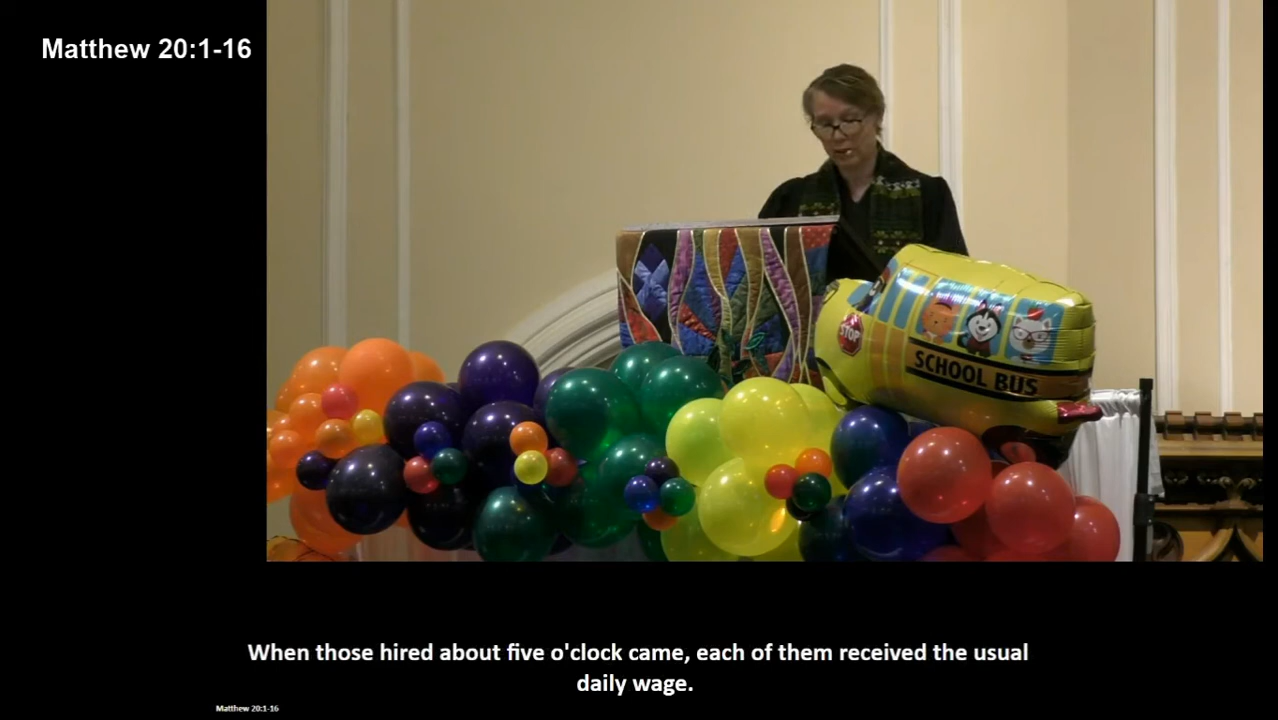 Matthew 20:1-16
STOP
SCHOOL BUS
When those hired about five o'clock came, each of them received the usual
daily wage.
Matthew 20:1-16